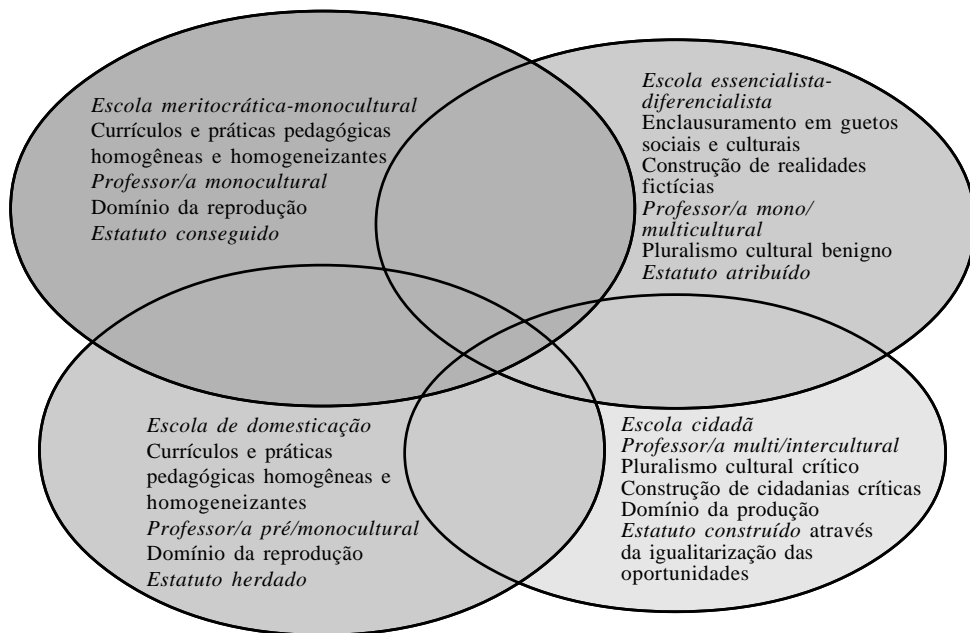 Escola meritocrática-monocultural
Currículos e práticas pedagógicas
homogêneas e homogeneizantes
Professor/a monocultural
Domínio da reprodução
Estatuto conseguido
Escola essencialista-
diferencialista
Enclausuramento em guetos
sociais e culturais
Construção de realidades
fictícias
Professor/a mono/
multicultural
Pluralismo cultural benigno
Estatuto atribuído
Escola de domesticação
Currículos e práticas
pedagógicas homogêneas e
homogeneizantes
Professor/a pré/monocultural
Domínio da reprodução
Estatuto herdado
Escola cidadã
Professor/a multi/intercultural
Pluralismo cultural crítico
Construção de cidadanias críticas
Domínio da produção
Estatuto construído através
da igualitarização das
oportunidades